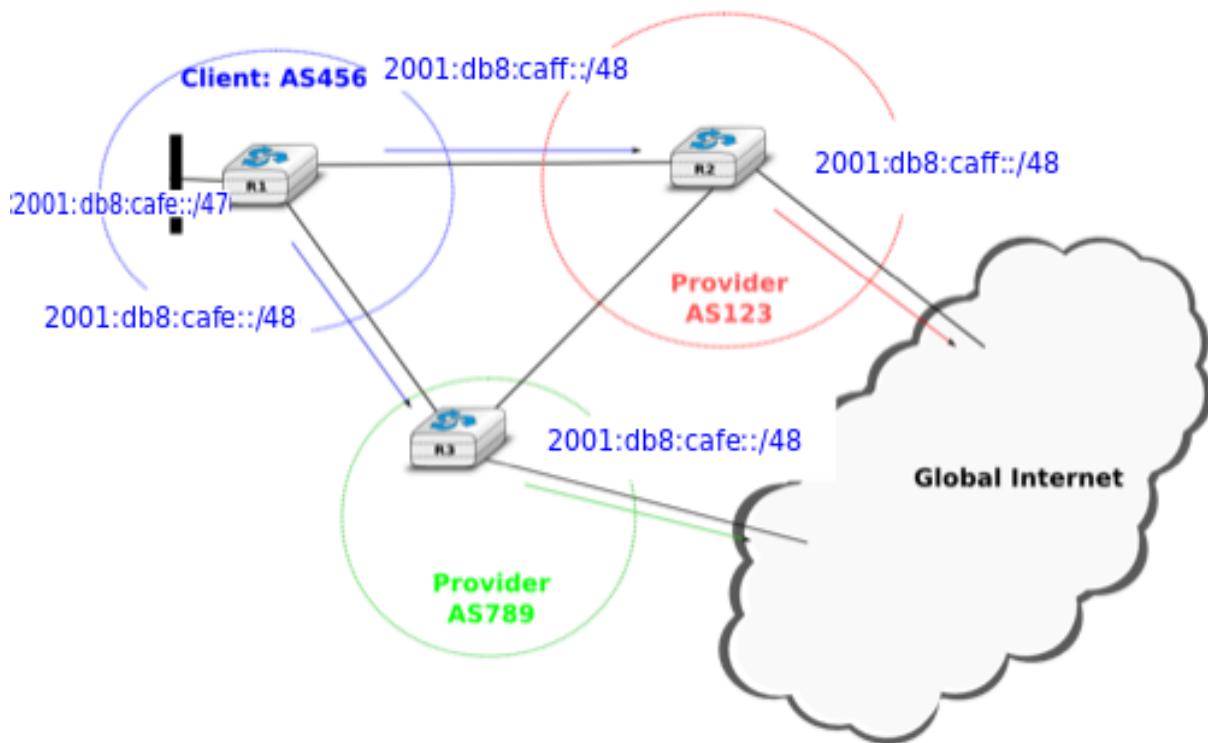 Client: AS456
2001:db8:caff::/48
R1
R2
2001:db8:caff::/48
2001:db8:cafe::/47
Provider
AS123
2001:db8:cafe::/48
R3
2001:db8:cafe::/48
Global Internet
Provider
AS789